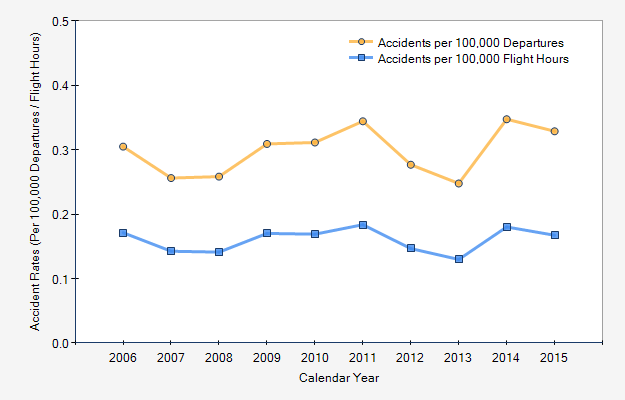 Accidents per 100,000 Departures
Accidents per 100,000 Flight Hours
Accident Rates (Per 100,000 Departures / Flight Hours)
0.5
0.4
0.3
0.2
0.1
0.0
2006 2007 2008 2009 2010 2011 2012 2013 2014 2015
Calendar Year